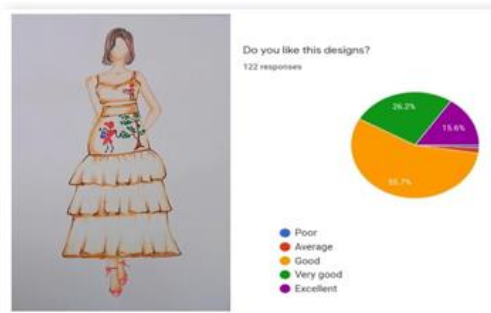 Do you like this designs?
122 responses
26.2%
15.6%
55.7%
Poor
Average
Good
Very good
Excellent